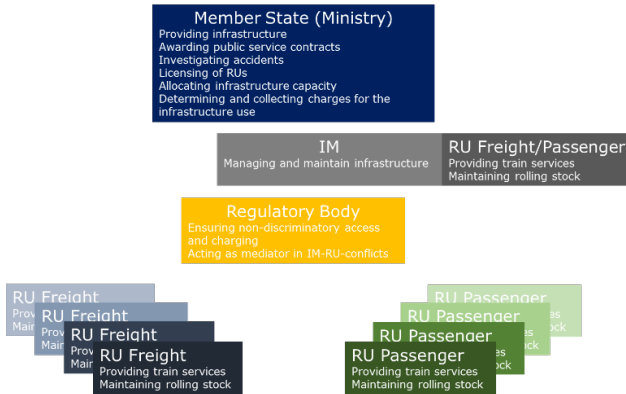 Member State (Ministry)
Providing infrastructure
Awarding public service contracts
Investigating accidents
Licensing of RUs
Allocating infrastructure capacity
Determining and collecting charges for the
infrastructure use
IM
Managing and maintain infrastructure
RU Freight/Passenger
Providing train services
Maintaining rolling stock
Regulatory Body
Ensuring non-discriminatory access
and charging
Acting as mediator in IM-RU-conflicts
RU Freight
RU Freight
RU Freight
RU Freight
Providing train services
Maintaining rolling stock
RU Passenger
RU Passenger
RU Passenger
RU Passenger
Providing train services
Maintaining rolling stock